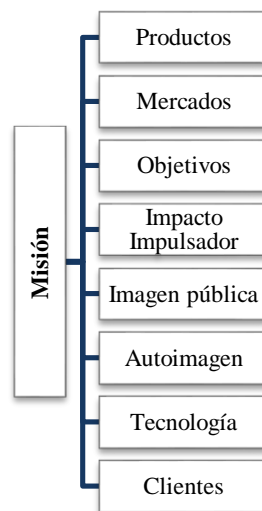 Misión
Productos
Mercados
Objetivos
Impacto
Impulsador
Imagen pública
Autoimagen
Tecnología
Clientes